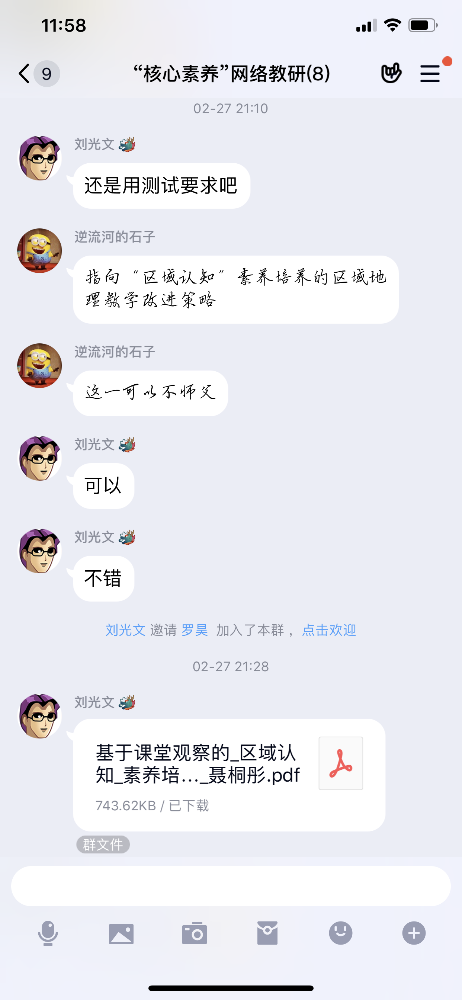 11:58
9
“核心素养”网络教研(8)
02-27 21:10
刘光文
还是用测试要求吧
逆流河的石子
指向“区域认知”素养培养的区域地
理教学改进策略
逆流河的石子
这一可以不师父
刘光文
可以
刘光文
不错
刘光文 邀请 罗昊 加入了本群，点击欢迎
02-27 21:28
刘光文
基于课堂观察的_区域认
知_素养培..._聂桐彤.pdf
743.62KB / 已下载
群文件